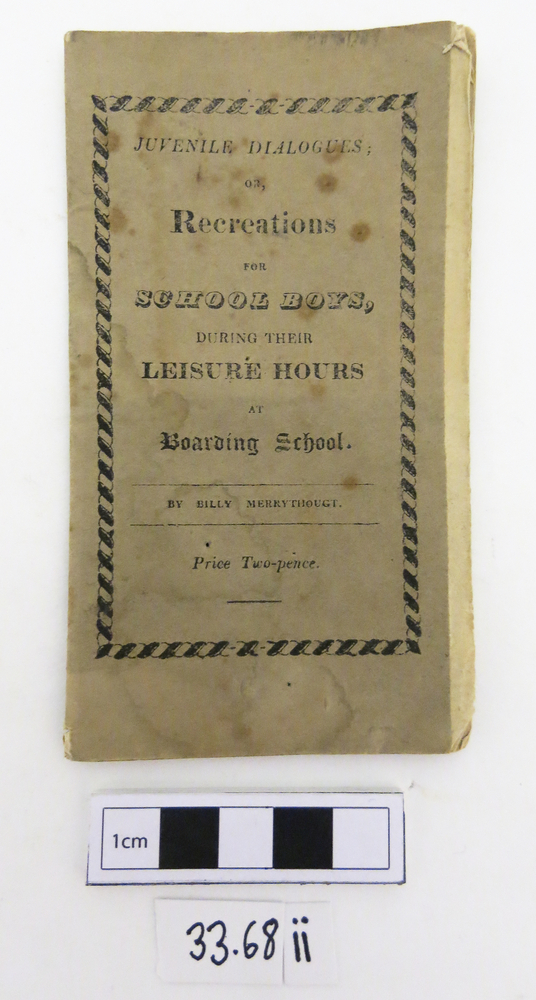 JUVENILE DIALOGUES;
OR,
Recreations
FOR
SCHOOL BOYS,
DURING THEIR
LEISURE HOURS
AT
Boarding School.
BY BILLY MERRYTHOUGT.
Price Two-pence.
1cm
33.68 ii